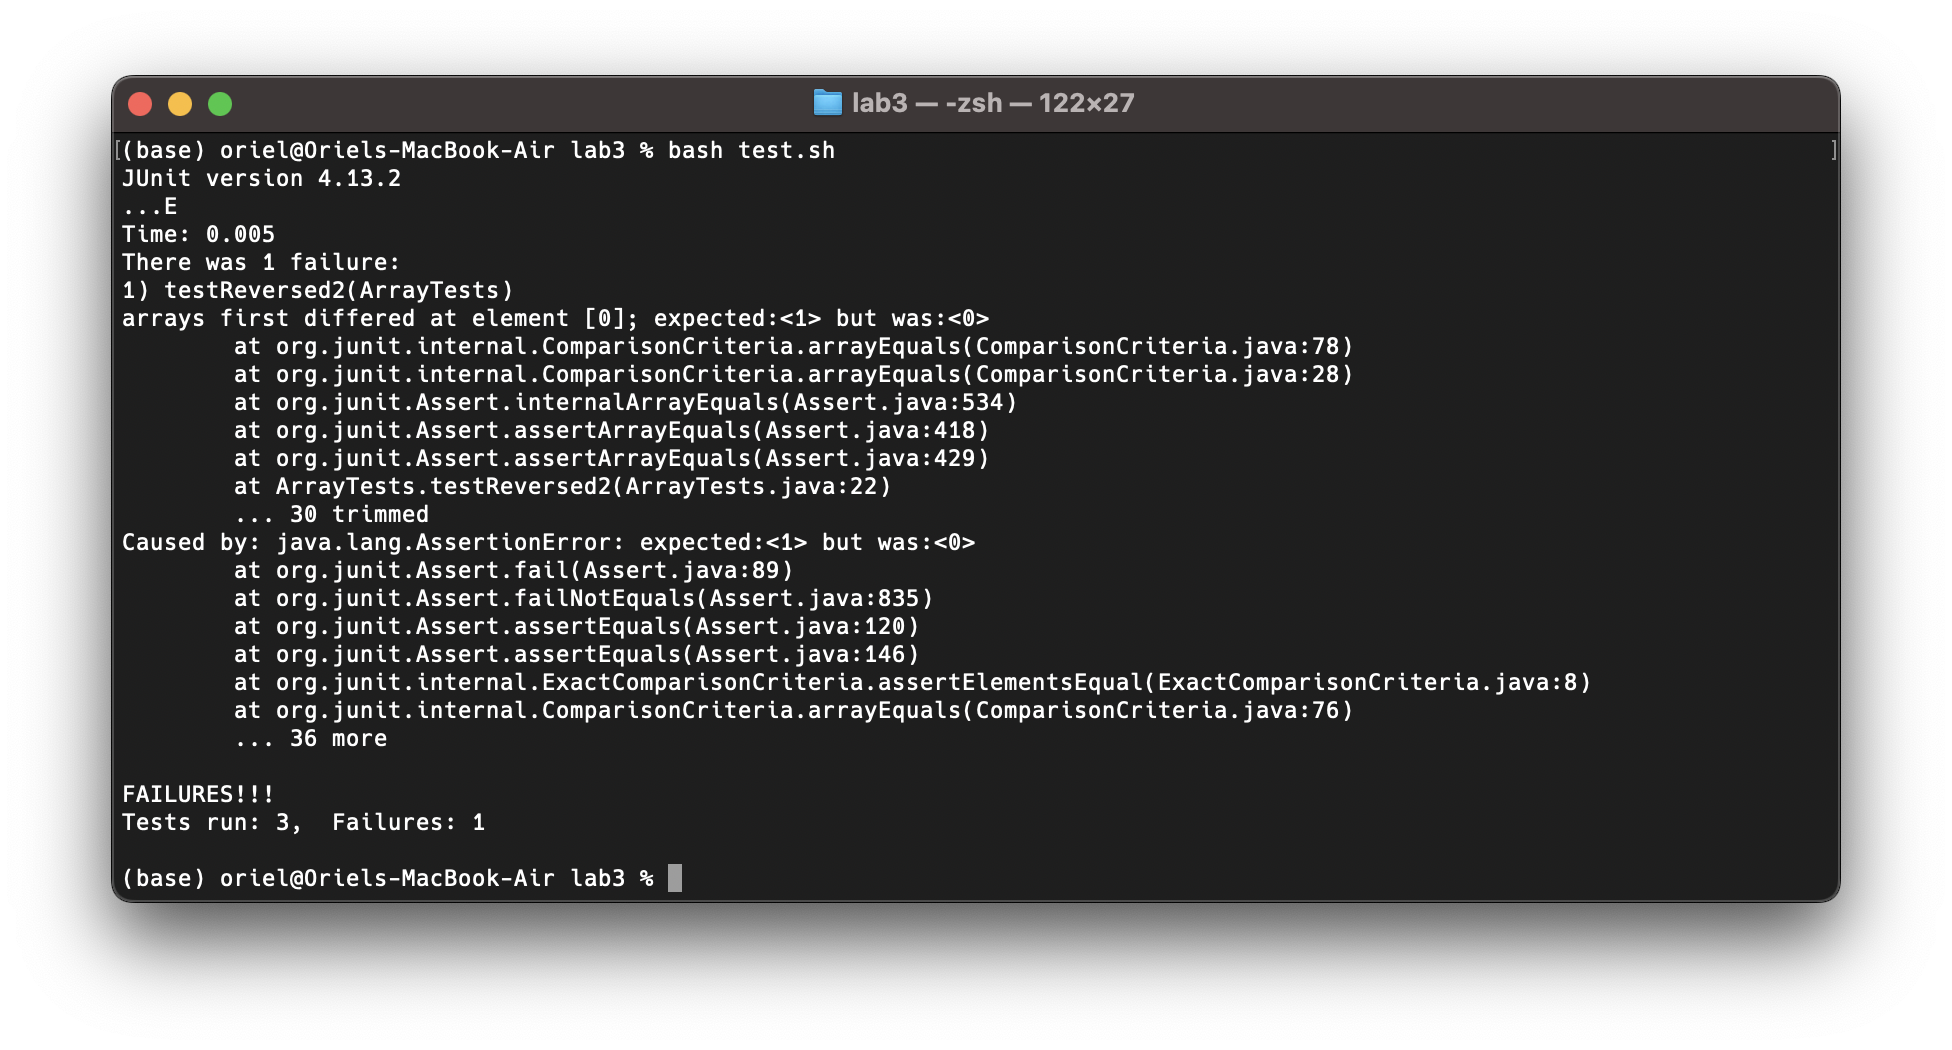 lab3 — -zsh — 122×27
[(base) oriel@Oriels-MacBook-Air lab3 % bash test.sh ]
JUnit version 4.13.2
...E
Time: 0.005
There was 1 failure:
1) testReversed2(ArrayTests)
arrays first differed at element [0]; expected:<1> but was:<0>
        at org.junit.internal.ComparisonCriteria.arrayEquals(ComparisonCriteria.java:78)
        at org.junit.internal.ComparisonCriteria.arrayEquals(ComparisonCriteria.java:28)
        at org.junit.Assert.internalArrayEquals(Assert.java:534)
        at org.junit.Assert.assertArrayEquals(Assert.java:418)
        at org.junit.Assert.assertArrayEquals(Assert.java:429)
        at ArrayTests.testReversed2(ArrayTests.java:22)
        ... 30 trimmed
Caused by: java.lang.AssertionError: expected:<1> but was:<0>
        at org.junit.Assert.fail(Assert.java:89)
        at org.junit.Assert.failNotEquals(Assert.java:835)
        at org.junit.Assert.assertEquals(Assert.java:120)
        at org.junit.Assert.assertEquals(Assert.java:146)
        at org.junit.internal.ExactComparisonCriteria.assertElementsEqual(ExactComparisonCriteria.java:8)
        at org.junit.internal.ComparisonCriteria.arrayEquals(ComparisonCriteria.java:76)
        ... 36 more
FAILURES!!!
Tests run: 3,  Failures: 1
(base) oriel@Oriels-MacBook-Air lab3 %